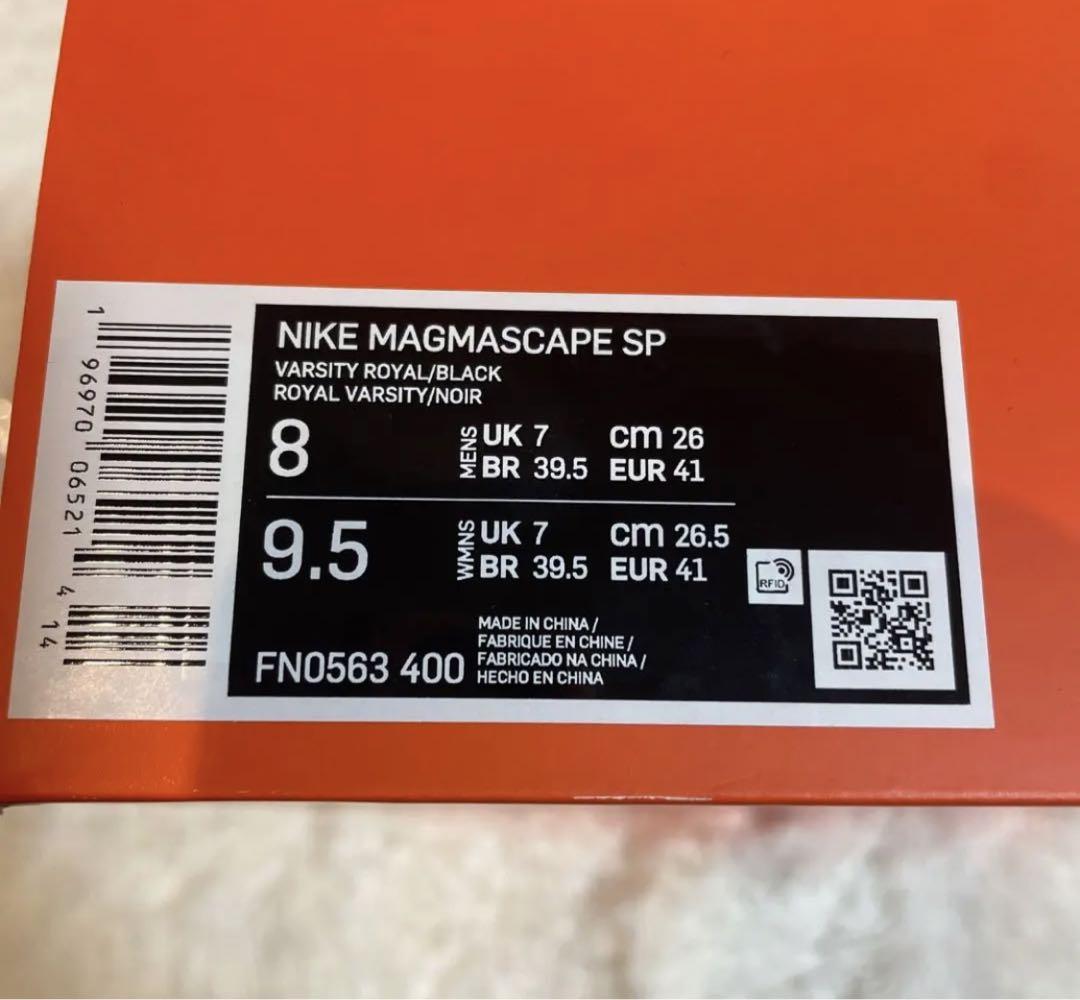 NIKE MAGMASCAPE SP
VARSITY ROYAL/BLACK
ROYAL VARSITY/NOIR
8
MENS
UK 7 cm 26
BR 39.5 EUR 41
9.5
WMNS
UK 7 cm 26.5
BR 39.5 EUR 41
RFID
FN0563 400
MADE IN CHINA /
FABRIQUE EN CHINE /
FABRICADO NA CHINA /
HECHO EN CHINA
1 96970 06521 4 14